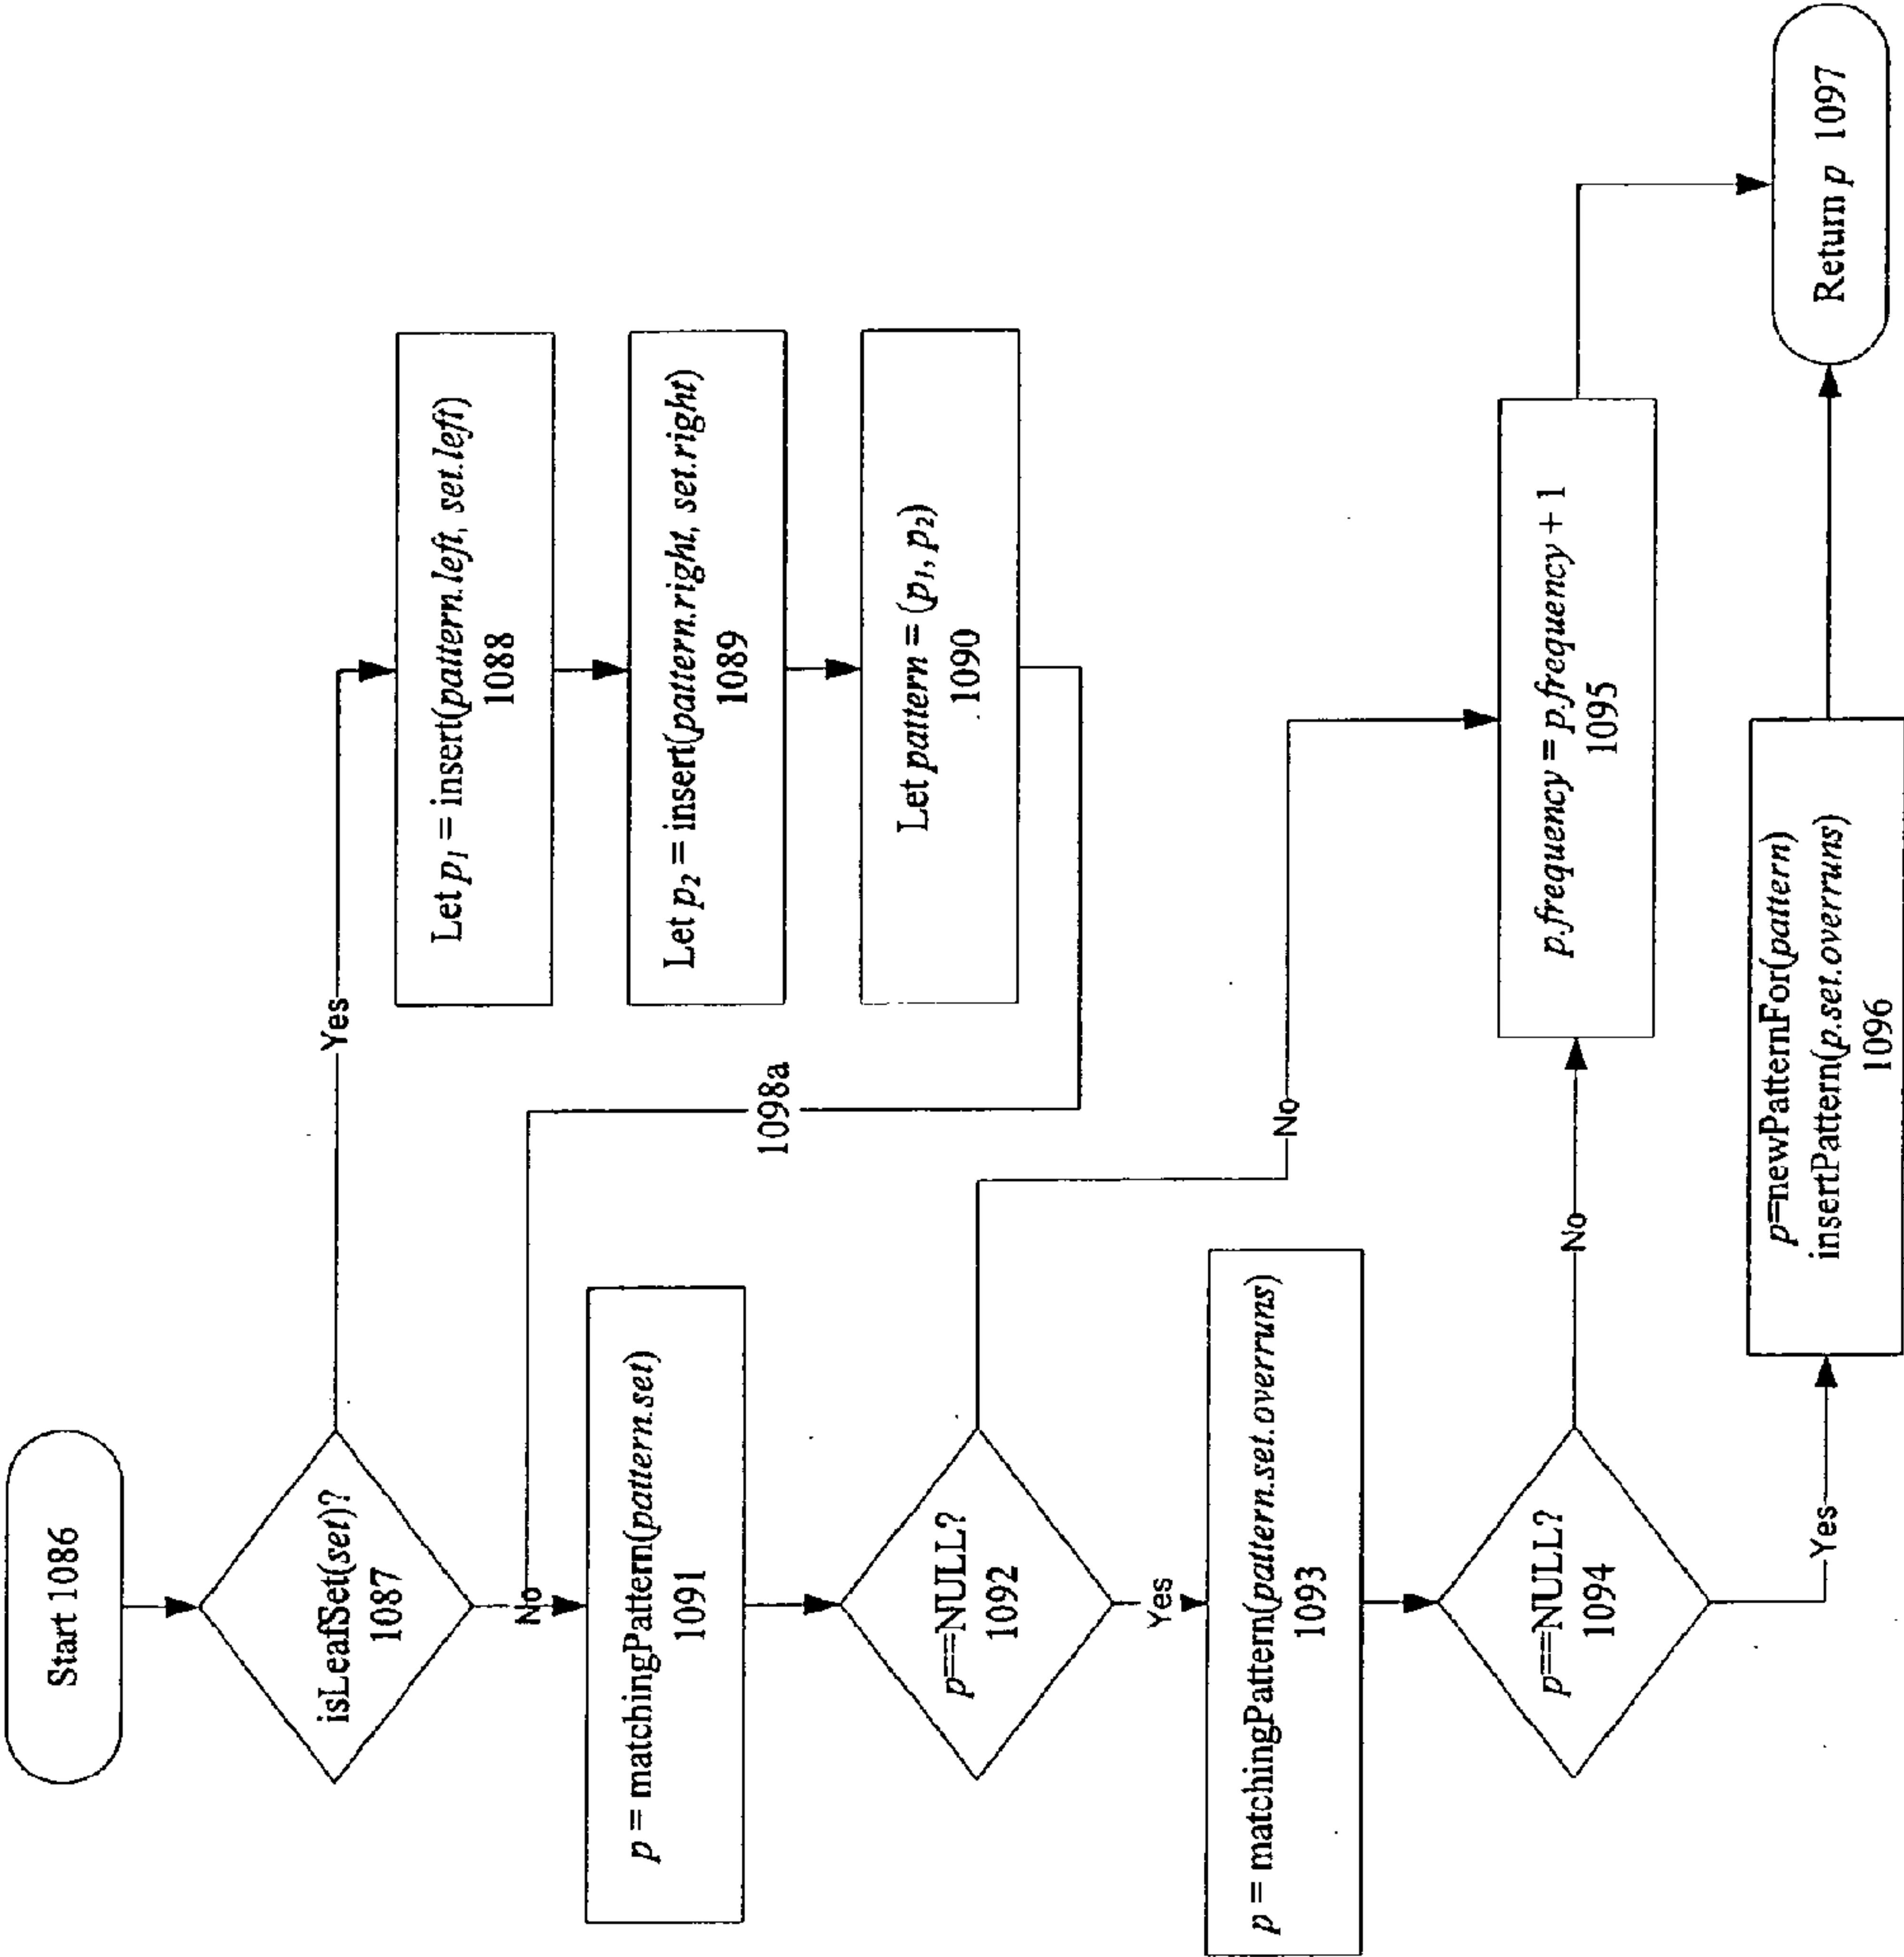 Start 1086
isLeafSet(set)?
1087
Yes
Let p₁ = insert(pattern.left, set.left)
1088
Let p₂ = insert(pattern.right, set.right)
1089
Let pattern = (p₁, p₂)
1090
1098a
No
p = matchingPattern(pattern.set)
1091
p==NULL?
1092
No
Yes
p = matchingPattern(pattern.set.overruns)
1093
p==NULL?
1094
No
p.frequency = p.frequency + 1
1095
Yes
p=newPatternFor(pattern)
insertPattern(p.set.overruns)
1096
Return p 1097